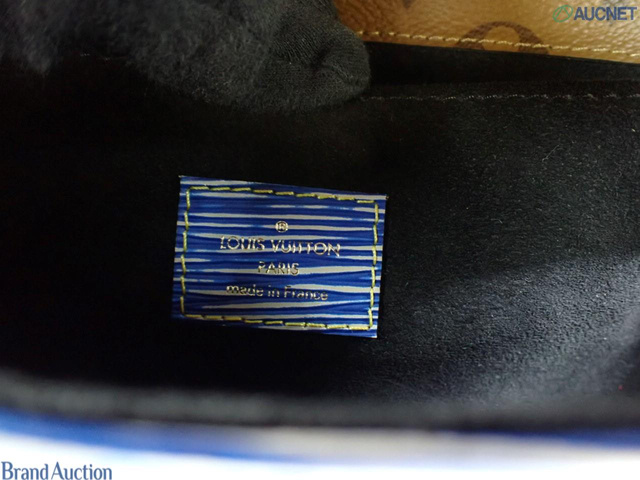 AUCNET
®
LOUIS VUITTON
PARIS
made in France
Brand Auction